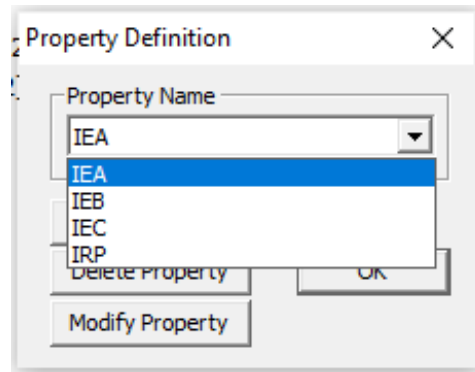 Property Definition
Property Name
IEA
IEA
IEB
IEC
IRP
Delete Property
OK
Modify Property